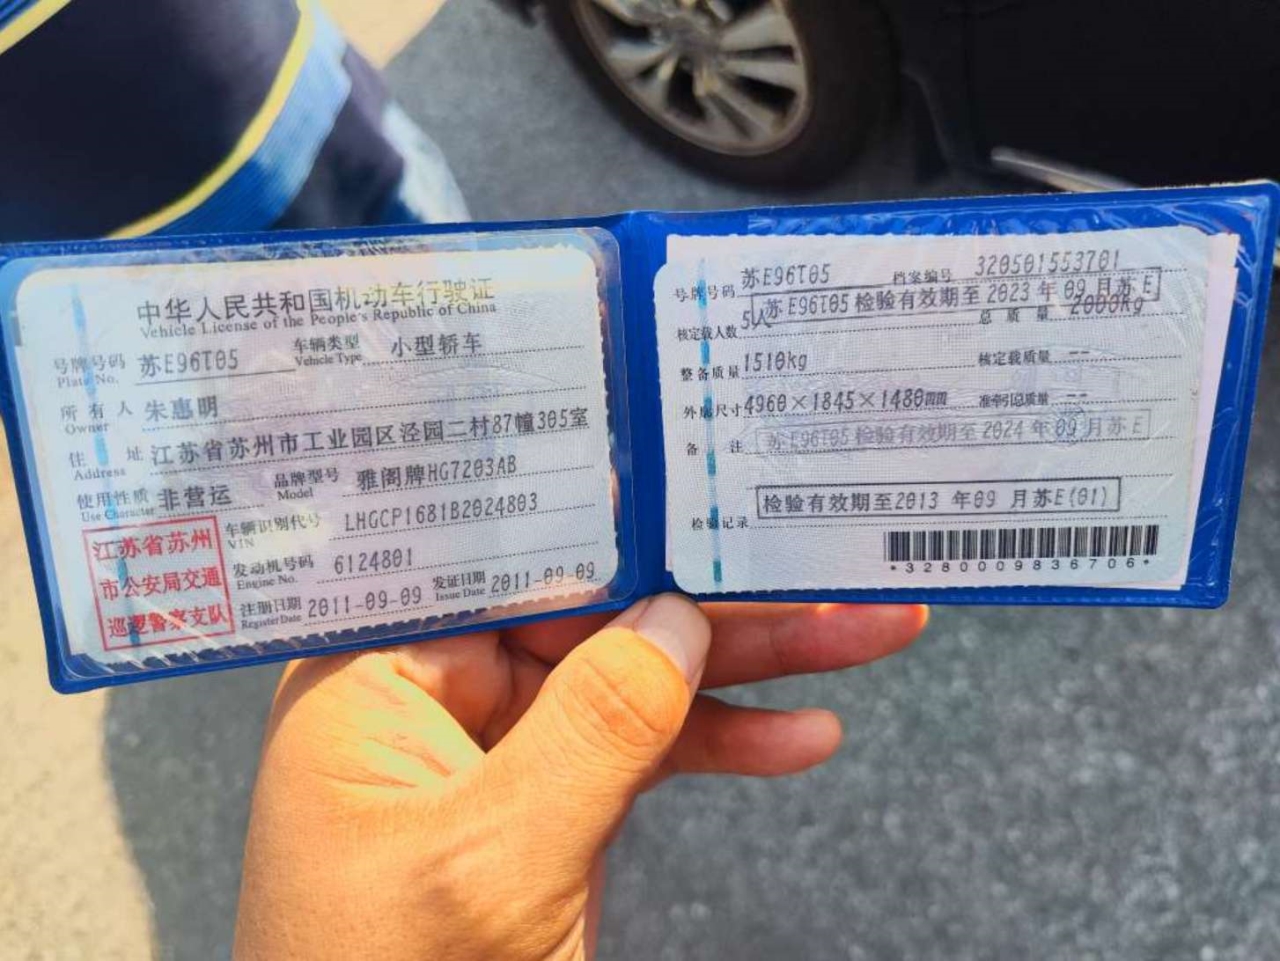 中华人民共和国机动车行驶证
Vehicle License of the People's Republic of China
号牌号码 苏E96T05 车辆类型 小型轿车
Plate No. Vehicle Type
所有人 朱惠明
Owner
住址 江苏省苏州市工业园区泾园二村87幢305室
Address
使用性质 非营运 品牌型号 雅阁牌HG7203AB
Use Character Model
车辆识别代号 LHGCP1681B2024803
VIN
发动机号码 6124801
Engine No.
注册日期 2011-09-09 发证日期 2011-09-09
Register Date Issue Date
江苏省苏州
市公安局交通
巡逻警察支队
号牌号码 苏E96T05 档案编号 320501553701
苏E96T05检验有效期至2023年09月苏E
核定载人数 5人 总质量 2000kg
整备质量 1510kg 核定载质量 --
外廓尺寸 4960×1845×1480 准牵引总质量 --
备注 苏E96T05检验有效期至2024年09月苏E
检验有效期至2013 年09 月苏E(01)
检验记录
*3280009836706*